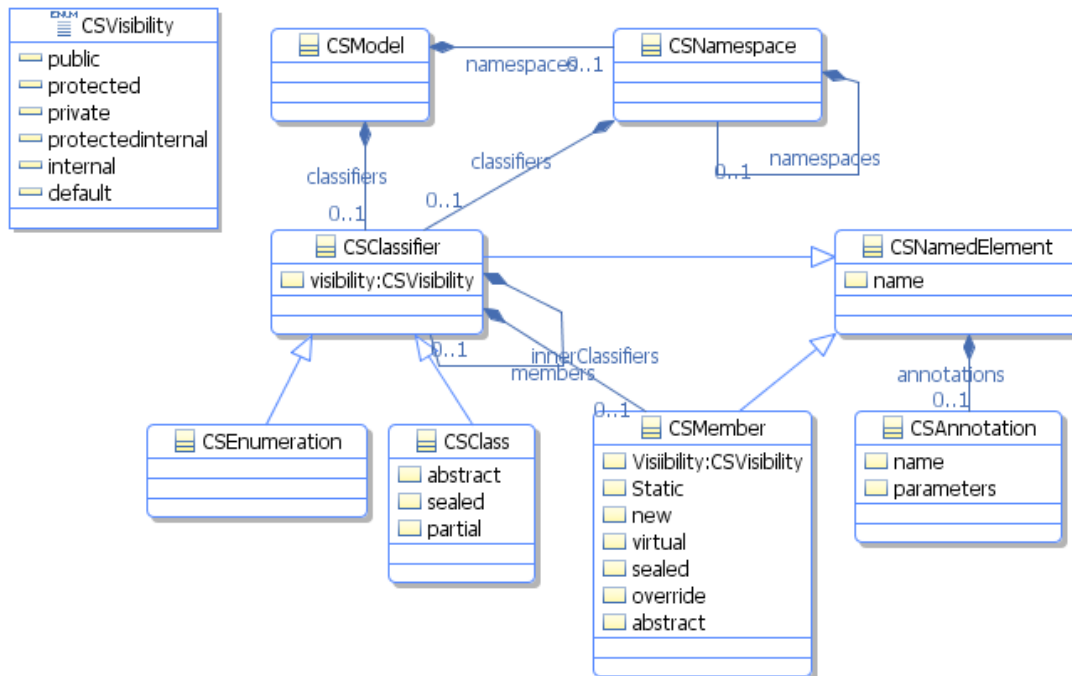 ENUM
CSVisibility
public
protected
private
protectedinternal
internal
default
CSModel
CSNamespace
namespaces
0..1
namespaces
0..1
classifiers
0..1
classifiers
0..1
CSClassifier
visibility:CSVisibility
CSNamedElement
name
0..1
innerClassifiers
members
0..1
annotations
0..1
CSEnumeration
CSClass
abstract
sealed
partial
CSMember
Visiibility:CSVisibility
Static
new
virtual
sealed
override
abstract
CSAnnotation
name
parameters